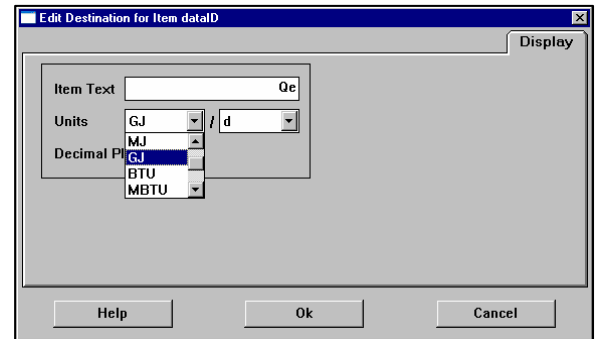 Edit Destination for Item dataID
Display
Item Text Qe
Units GJ / d
MJ
Decimal Pl
GJ
BTU
MBTU
Help Ok Cancel